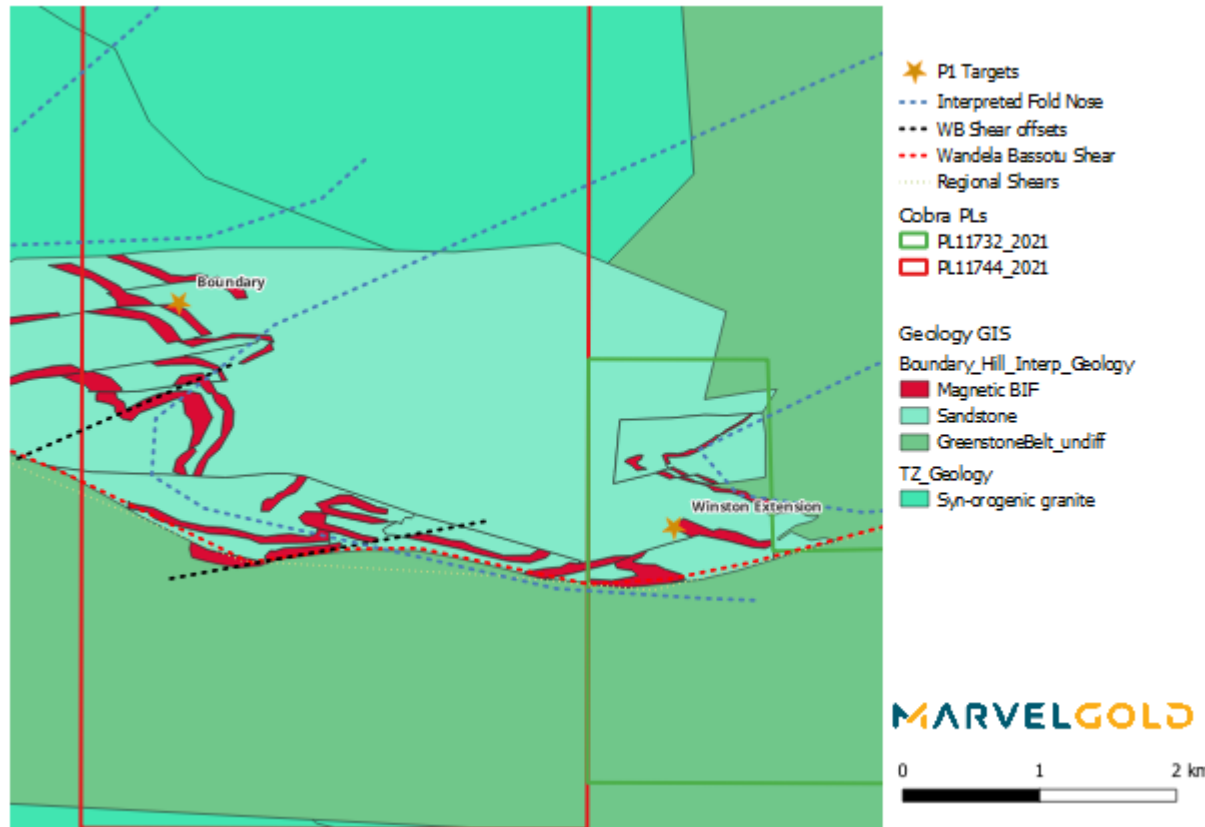 P1 Targets
Interpreted Fold Nose
WB Shear offsets
Wandela Bassotu Shear
Regional Shears
Cobra PLs
PL11732_2021
PL11744_2021
Geology GIS
Boundary_Hill_Interp_Geology
Magnetic BIF
Sandstone
GreenstoneBelt_undiff
TZ_Geology
Syn-orogenic granite
Boundary
Winston Extension
MARVELGOLD
0 1 2 km